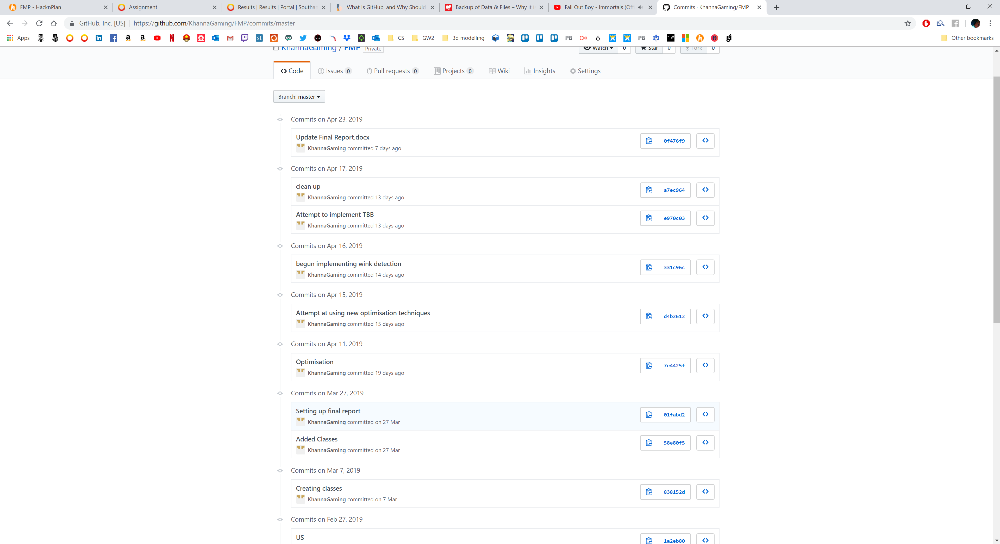 FMP - HacknPlan
Assignment
Results | Results | Portal | Southan
What Is GitHub, and Why Should
Backup of Data & Files – Why it i
Fall Out Boy - Immortals (Offi
Commits · KhannaGaming/FMP
GitHub, Inc. [US] | https://github.com/KhannaGaming/FMP/commits/master
Apps
CS
GW2
3d modelling
PB
PB
Other bookmarks
KhannaGaming / FMP Private
Watch 0
Star 0
Fork 0
Code
Issues 0
Pull requests 0
Projects 0
Wiki
Insights
Settings
Branch: master
Commits on Apr 23, 2019
Update Final Report.docx
KhannaGaming committed 7 days ago
0f476f9
Commits on Apr 17, 2019
clean up
KhannaGaming committed 13 days ago
a7ec964
Attempt to implement TBB
KhannaGaming committed 13 days ago
e970c03
Commits on Apr 16, 2019
begun implementing wink detection
KhannaGaming committed 14 days ago
331c96c
Commits on Apr 15, 2019
Attempt at using new optimisation techniques
KhannaGaming committed 15 days ago
d4b2612
Commits on Apr 11, 2019
Optimisation
KhannaGaming committed 19 days ago
7e4425f
Commits on Mar 27, 2019
Setting up final report
KhannaGaming committed on 27 Mar
01fabd2
Added Classes
KhannaGaming committed on 27 Mar
58e80f5
Commits on Mar 7, 2019
Creating classes
KhannaGaming committed on 7 Mar
838152d
Commits on Feb 27, 2019
US
1a2eb80